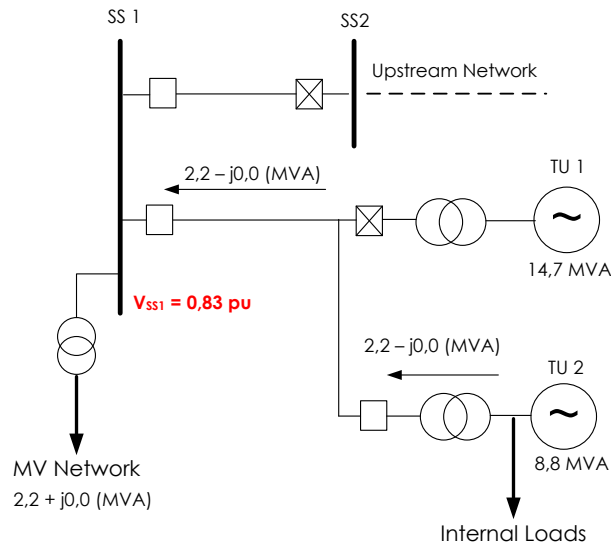 SS 1
SS2
Upstream Network
2,2 – j0,0 (MVA)
TU 1
~
14,7 MVA
VSS1 = 0,83 pu
2,2 – j0,0 (MVA)
TU 2
~
8,8 MVA
MV Network
2,2 + j0,0 (MVA)
Internal Loads